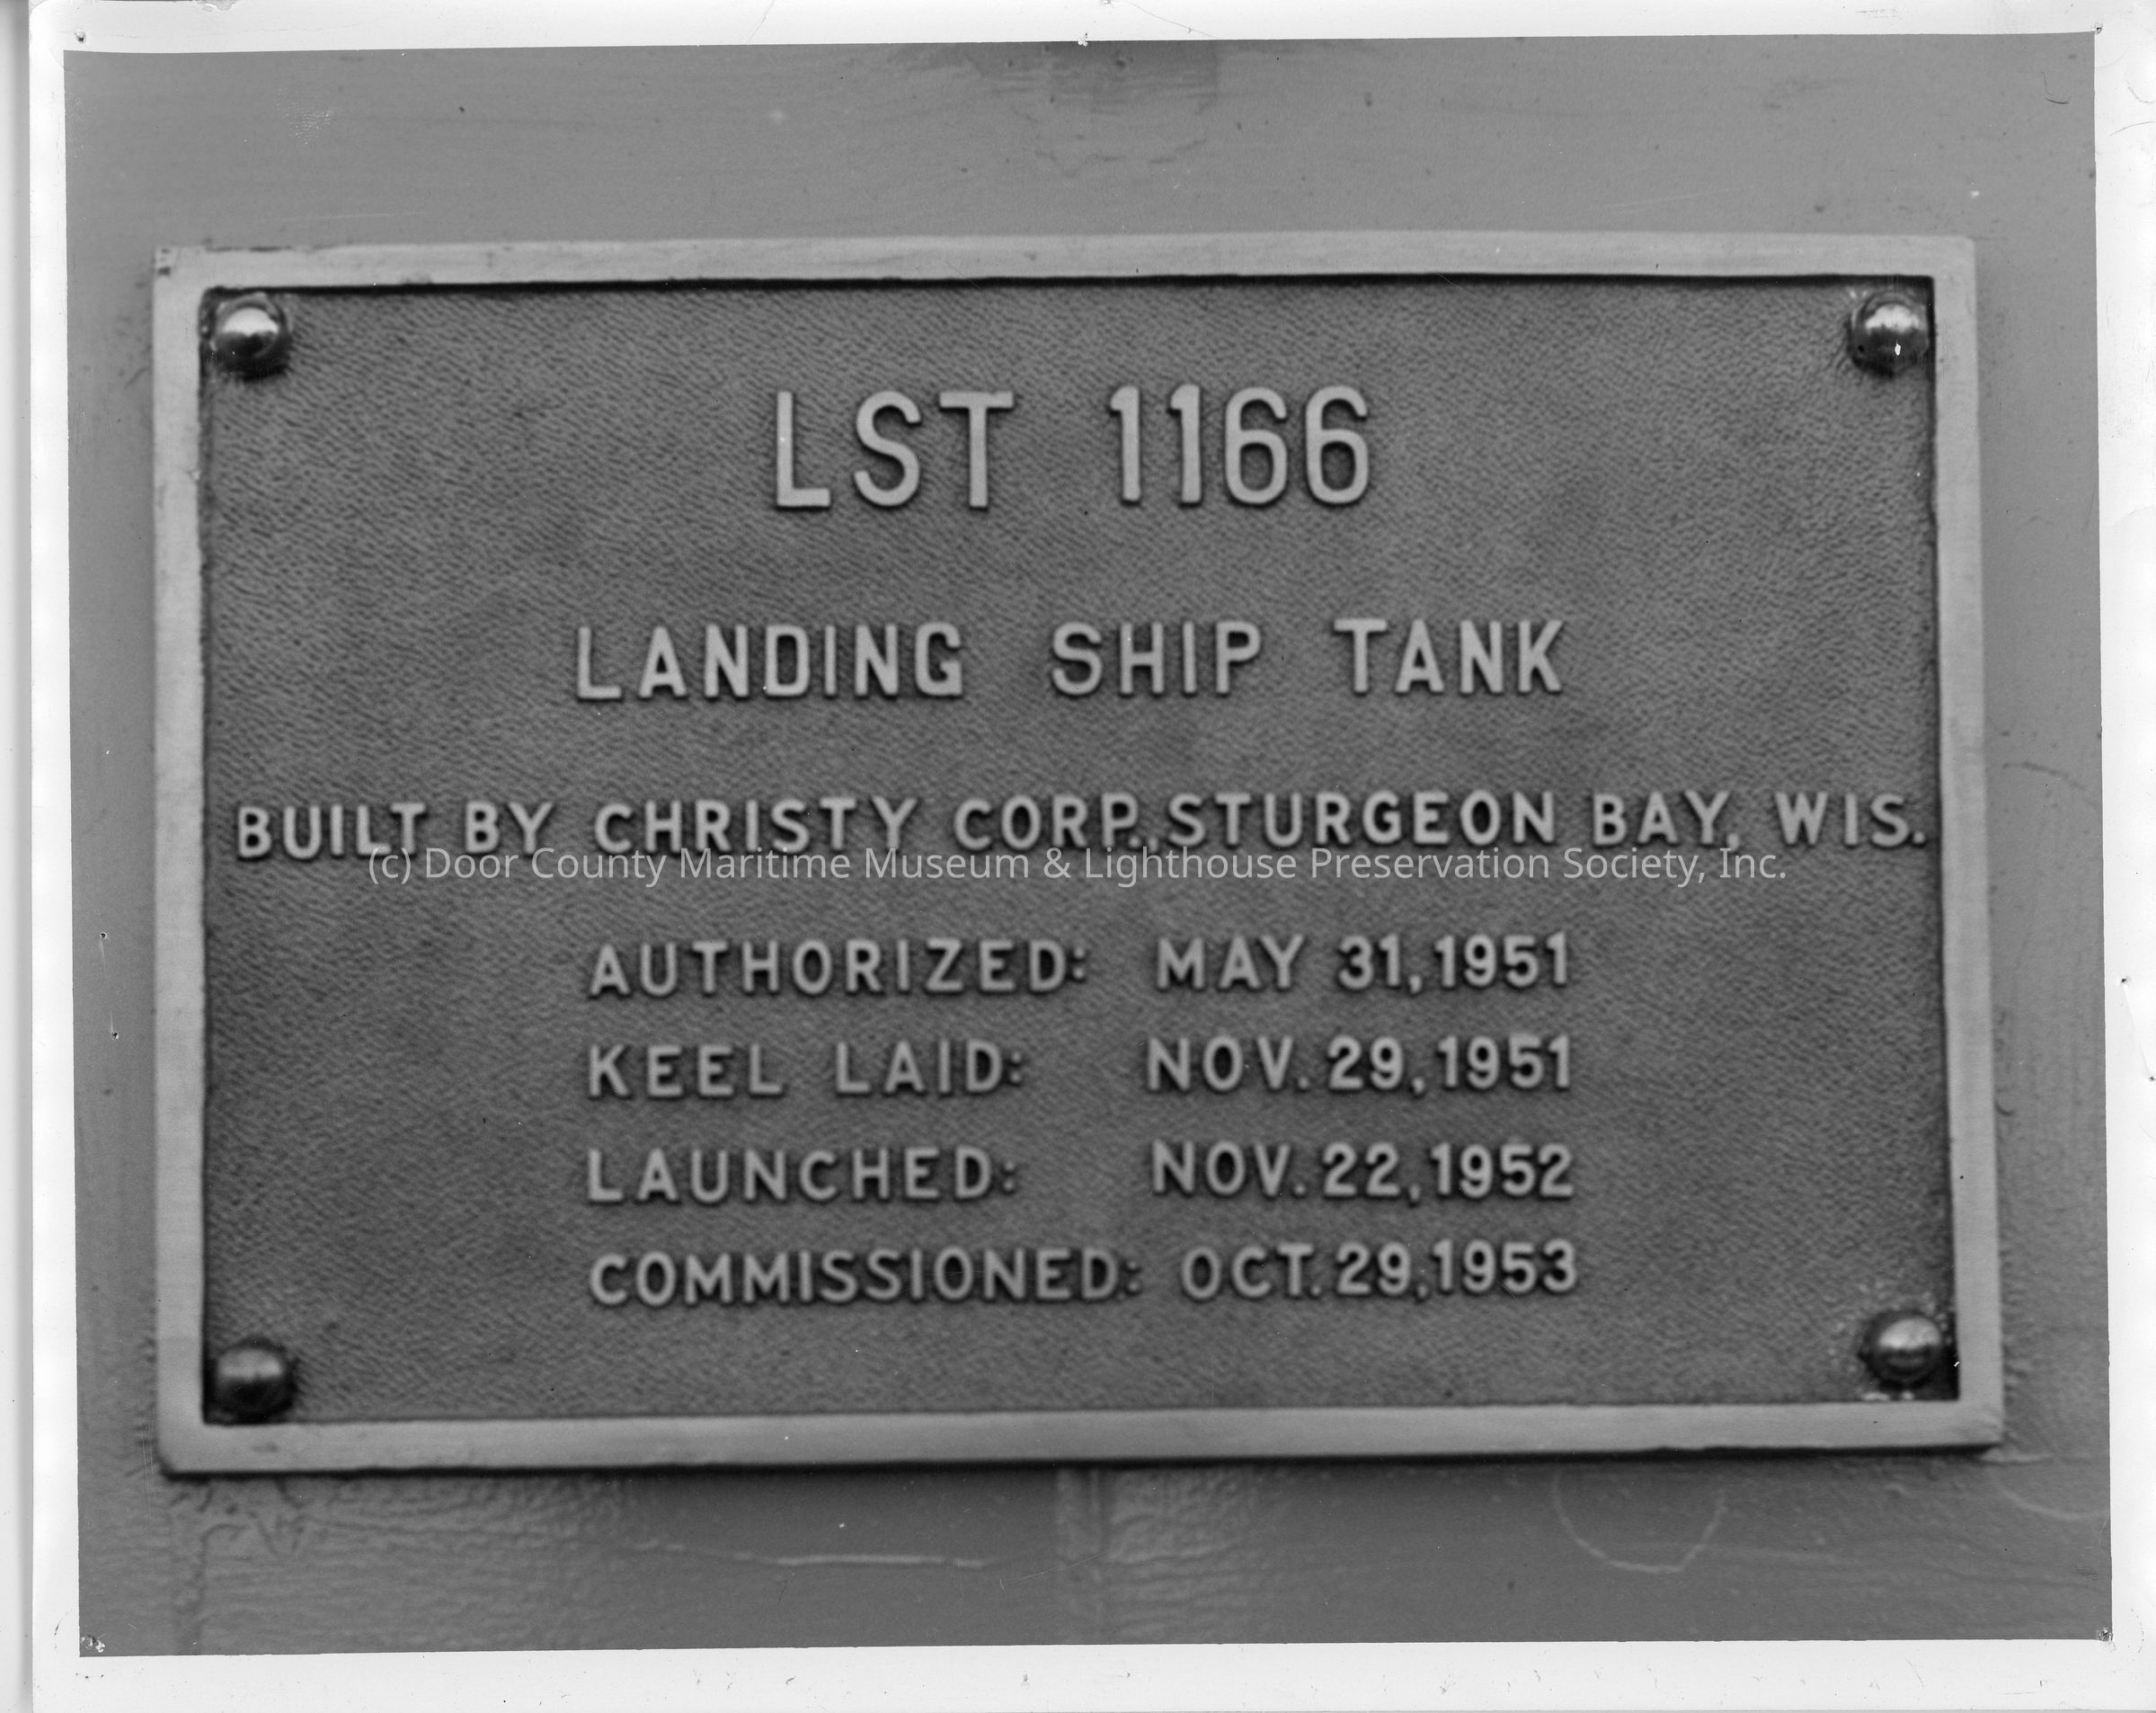 LST 1166
LANDING SHIP TANK
BUILT BY CHRISTY CORP., STURGEON BAY, WIS.
(c) Door County Maritime Museum & Lighthouse Preservation Society, Inc.
AUTHORIZED: MAY 31, 1951
KEEL LAID: NOV. 29, 1951
LAUNCHED: NOV. 22, 1952
COMMISSIONED: OCT. 29, 1953